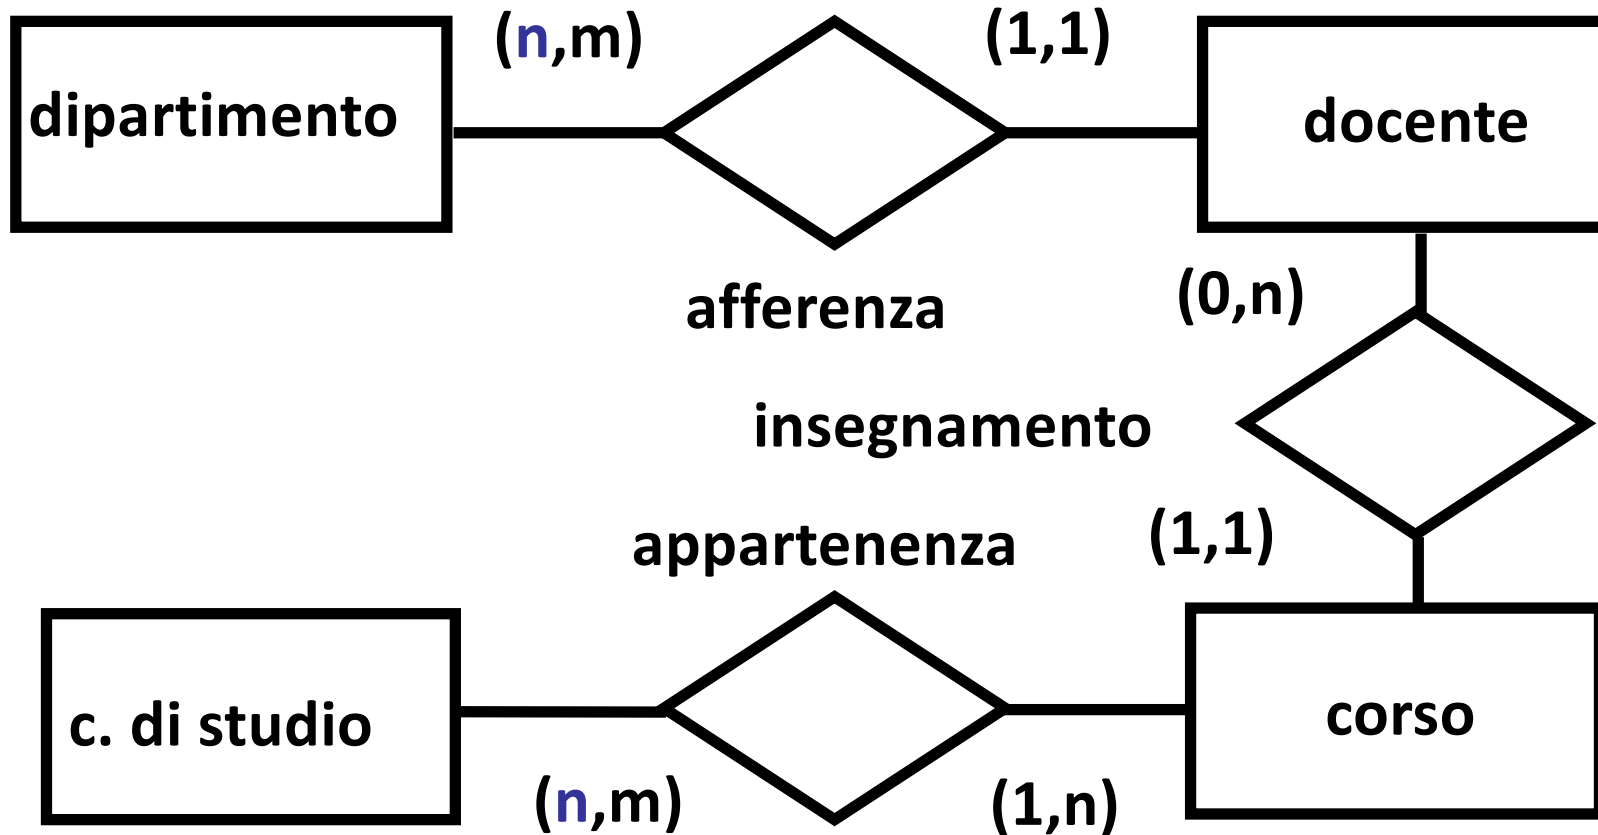 (n,m)
(1,1)
dipartimento
docente
afferenza
(0,n)
insegnamento
appartenenza
(1,1)
c. di studio
corso
(n,m)
(1,n)